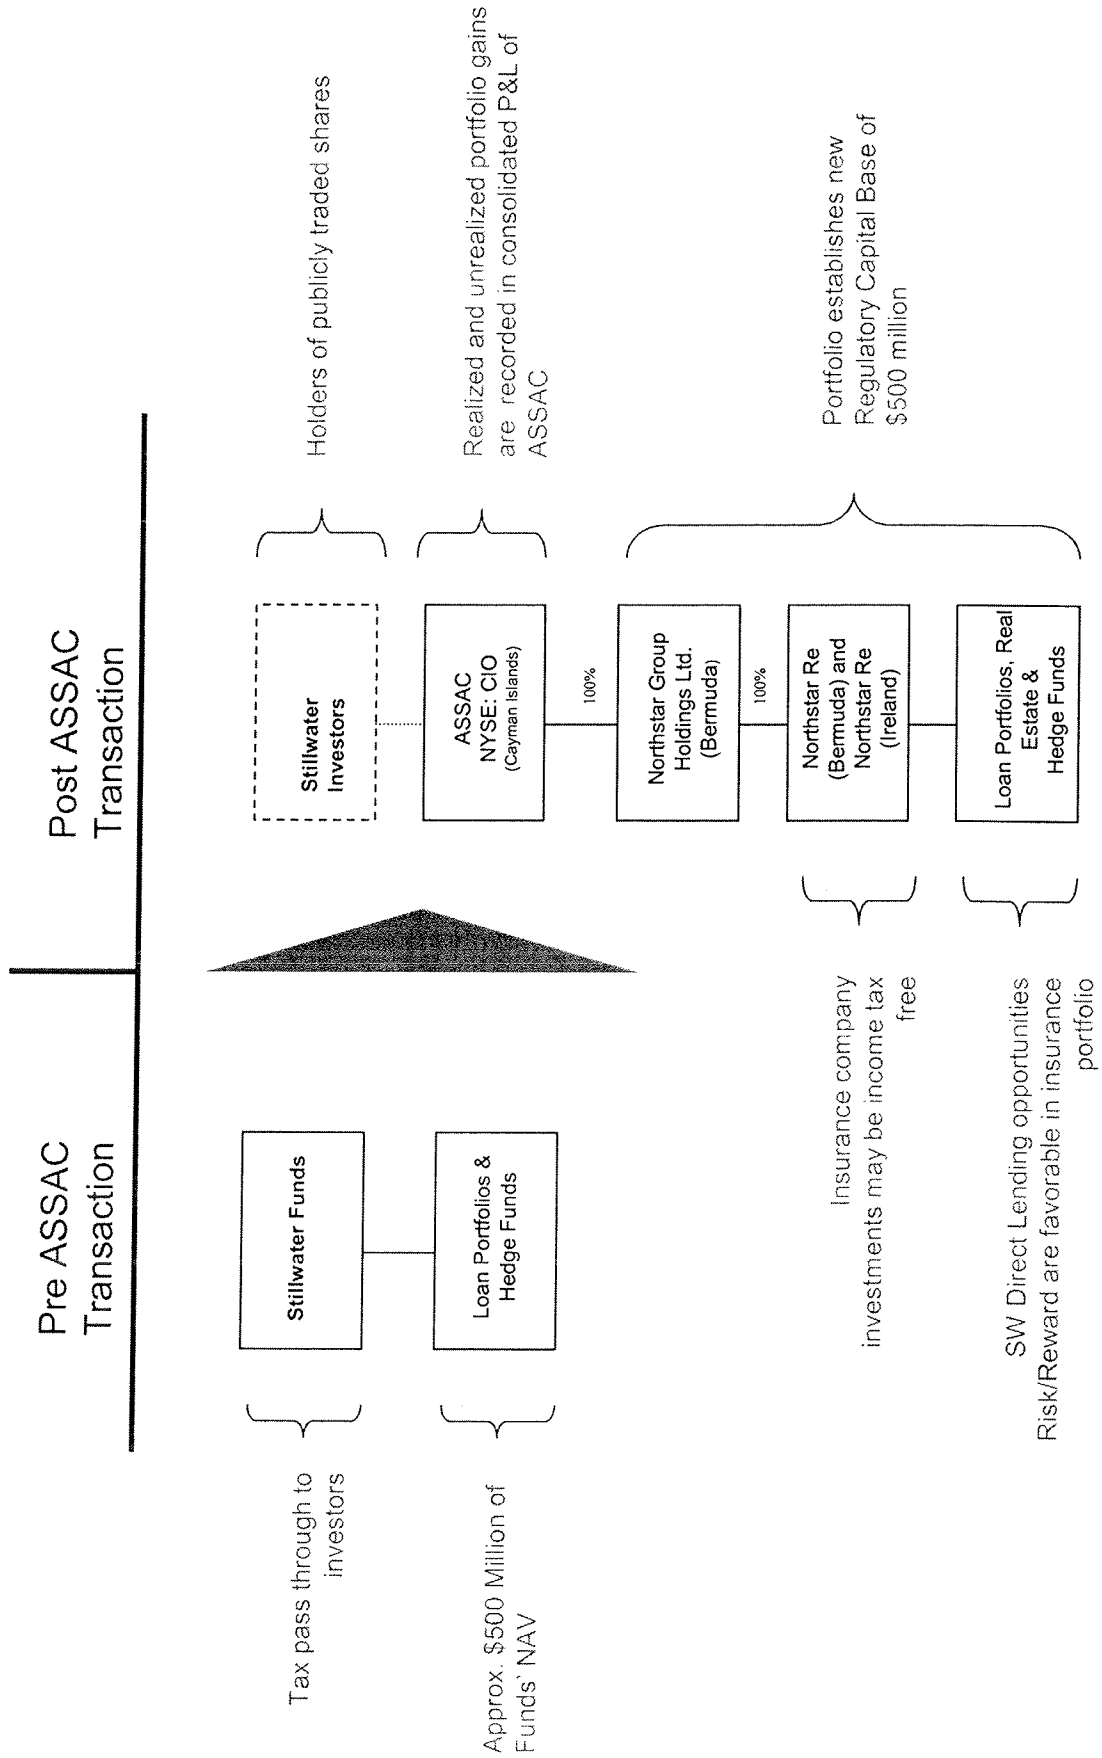 Pre ASSAC
Transaction
Post ASSAC
Transaction
Tax pass through to
investors
Stillwater Funds
Approx. $500 Million of
Funds' NAV
Loan Portfolios &
Hedge Funds
Stillwater
Investors
Holders of publicly traded shares
ASSAC
NYSE: CIO
(Cayman Islands)
Realized and unrealized portfolio gains
are recorded in consolidated P&L of
ASSAC
100%
Northstar Group
Holdings Ltd.
(Bermuda)
100%
Portfolio establishes new
Regulatory Capital Base of
$500 million
Insurance company
investments may be income tax
free
Northstar Re
(Bermuda) and
Northstar Re
(Ireland)
SW Direct Lending opportunities
Risk/Reward are favorable in insurance
portfolio
Loan Portfolios, Real
Estate &
Hedge Funds